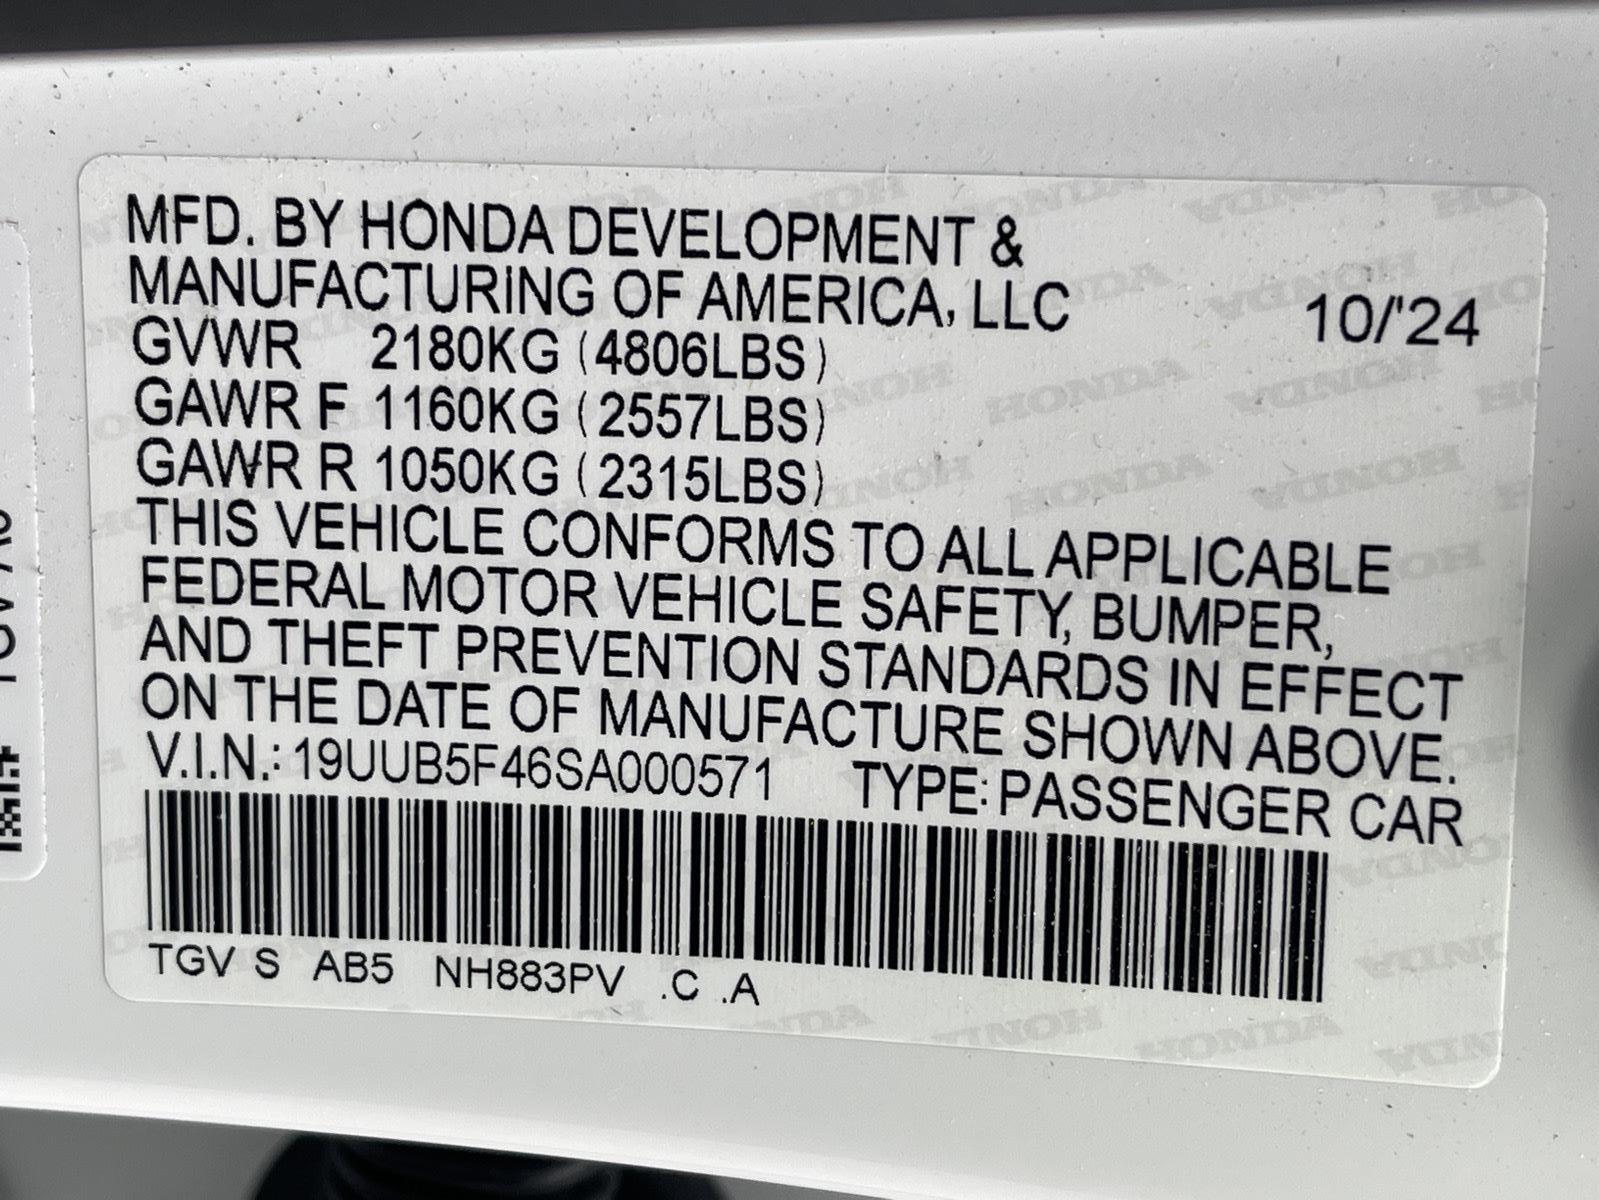 MFD. BY HONDA DEVELOPMENT &
MANUFACTURING OF AMERICA, LLC
10/'24
GVWR 2180KG (4806LBS)
GAWR F 1160KG (2557LBS)
GAWR R 1050KG (2315LBS)
THIS VEHICLE CONFORMS TO ALL APPLICABLE
FEDERAL MOTOR VEHICLE SAFETY, BUMPER,
AND THEFT PREVENTION STANDARDS IN EFFECT
ON THE DATE OF MANUFACTURE SHOWN ABOVE.
V.I.N.: 19UUB5F46SA000571 TYPE: PASSENGER CAR
TGV S AB5 NH883PV .C .A